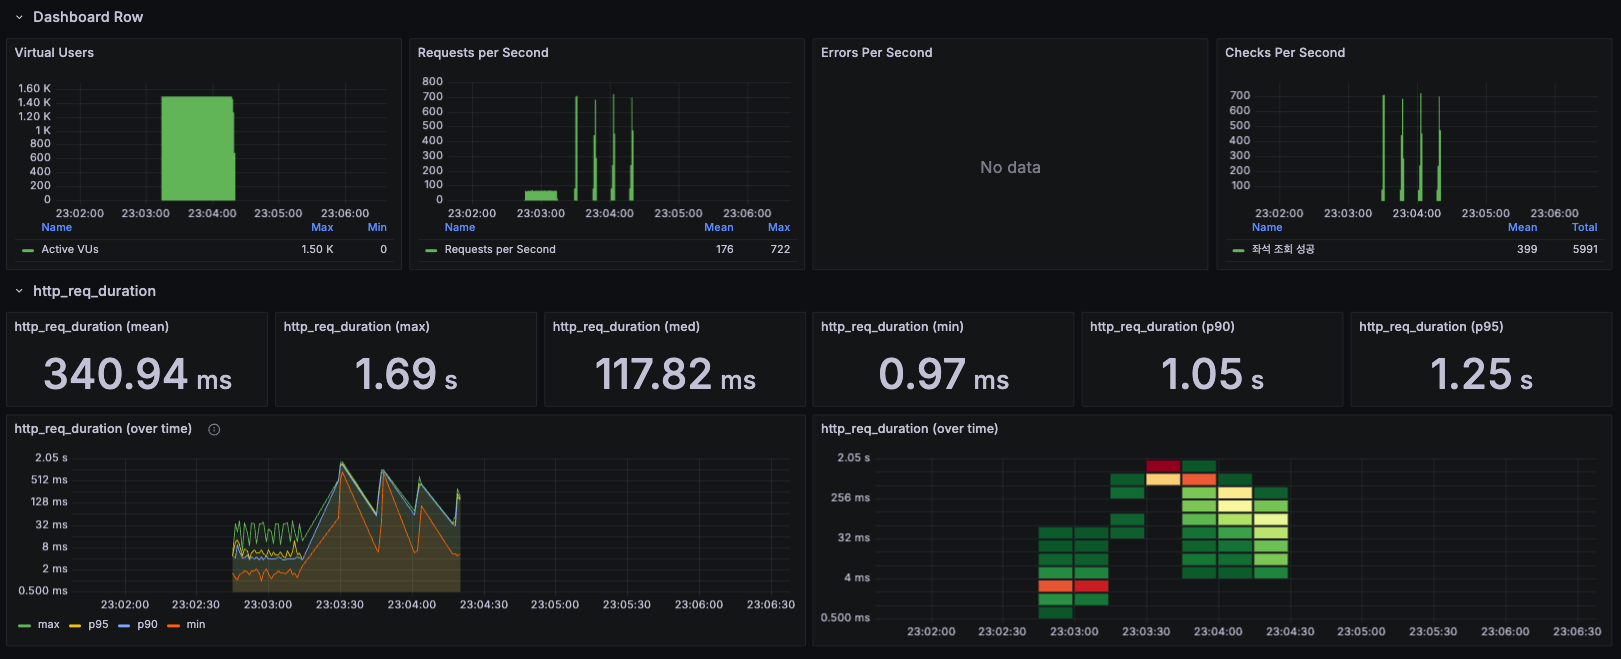 Dashboard Row
Virtual Users
1.60 K
1.40 K
1.20 K
1 K
800
600
400
200
0
23:02:00 23:03:00 23:04:00 23:05:00 23:06:00
Name Max Min
Active VUs 1.50 K 0
Requests per Second
800
700
600
500
400
300
200
100
0
23:02:00 23:03:00 23:04:00 23:05:00 23:06:00
Name Mean Max
Requests per Second 176 722
Errors Per Second
No data
Checks Per Second
700
600
500
400
300
200
100
23:02:00 23:03:00 23:04:00 23:05:00 23:06:00
Name Mean Total
좌석 조회 성공 399 5991
http_req_duration
http_req_duration (mean)
340.94 ms
http_req_duration (max)
1.69 s
http_req_duration (med)
117.82 ms
http_req_duration (min)
0.97 ms
http_req_duration (p90)
1.05 s
http_req_duration (p95)
1.25 s
http_req_duration (over time)
2.05 s
512 ms
128 ms
32 ms
8 ms
2 ms
0.500 ms
23:02:00 23:02:30 23:03:00 23:03:30 23:04:00 23:04:30 23:05:00 23:05:30 23:06:00 23:06:30
max p95 p90 min
http_req_duration (over time)
2.05 s
256 ms
32 ms
4 ms
0.500 ms
23:02:00 23:02:30 23:03:00 23:03:30 23:04:00 23:04:30 23:05:00 23:05:30 23:06:00 23:06:30